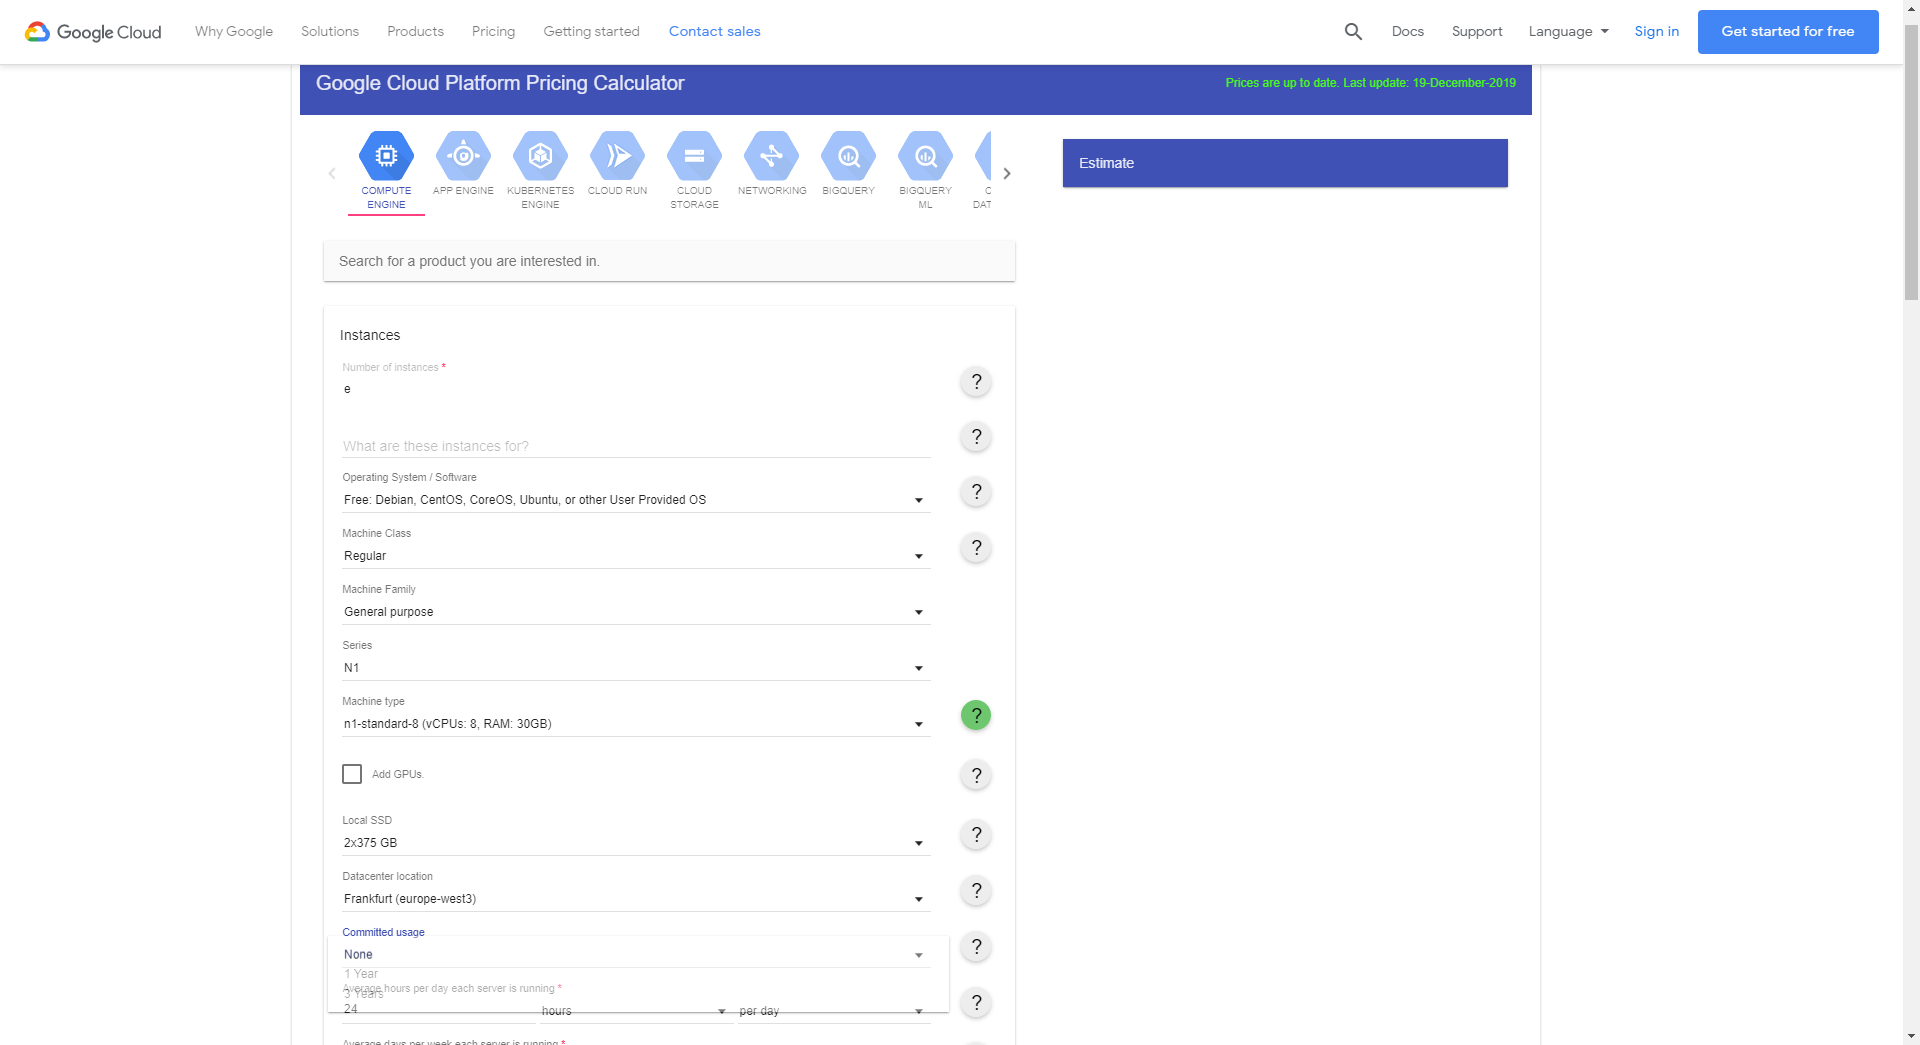 Google Cloud Why Google Solutions Products Pricing Getting started Contact sales Docs Support Language Sign in Get started for free
Google Cloud Platform Pricing Calculator Prices are up to date. Last update: 19-December-2019
COMPUTE ENGINE
APP ENGINE
KUBERNETES ENGINE
CLOUD RUN
CLOUD STORAGE
NETWORKING
BIGQUERY
BIGQUERY ML
C
DAT
Estimate
Search for a product you are interested in.
Instances
Number of instances *
e
?
What are these instances for?
?
Operating System / Software
Free: Debian, CentOS, CoreOS, Ubuntu, or other User Provided OS
?
Machine Class
Regular
?
Machine Family
General purpose
Series
N1
Machine type
n1-standard-8 (vCPUs: 8, RAM: 30GB)
?
Add GPUs.
?
Local SSD
2x375 GB
?
Datacenter location
Frankfurt (europe-west3)
?
Committed usage
None
?
1 Year
Average hours per day each server is running *
3 Years
24 hours per day
?
Average days per week each server is running *